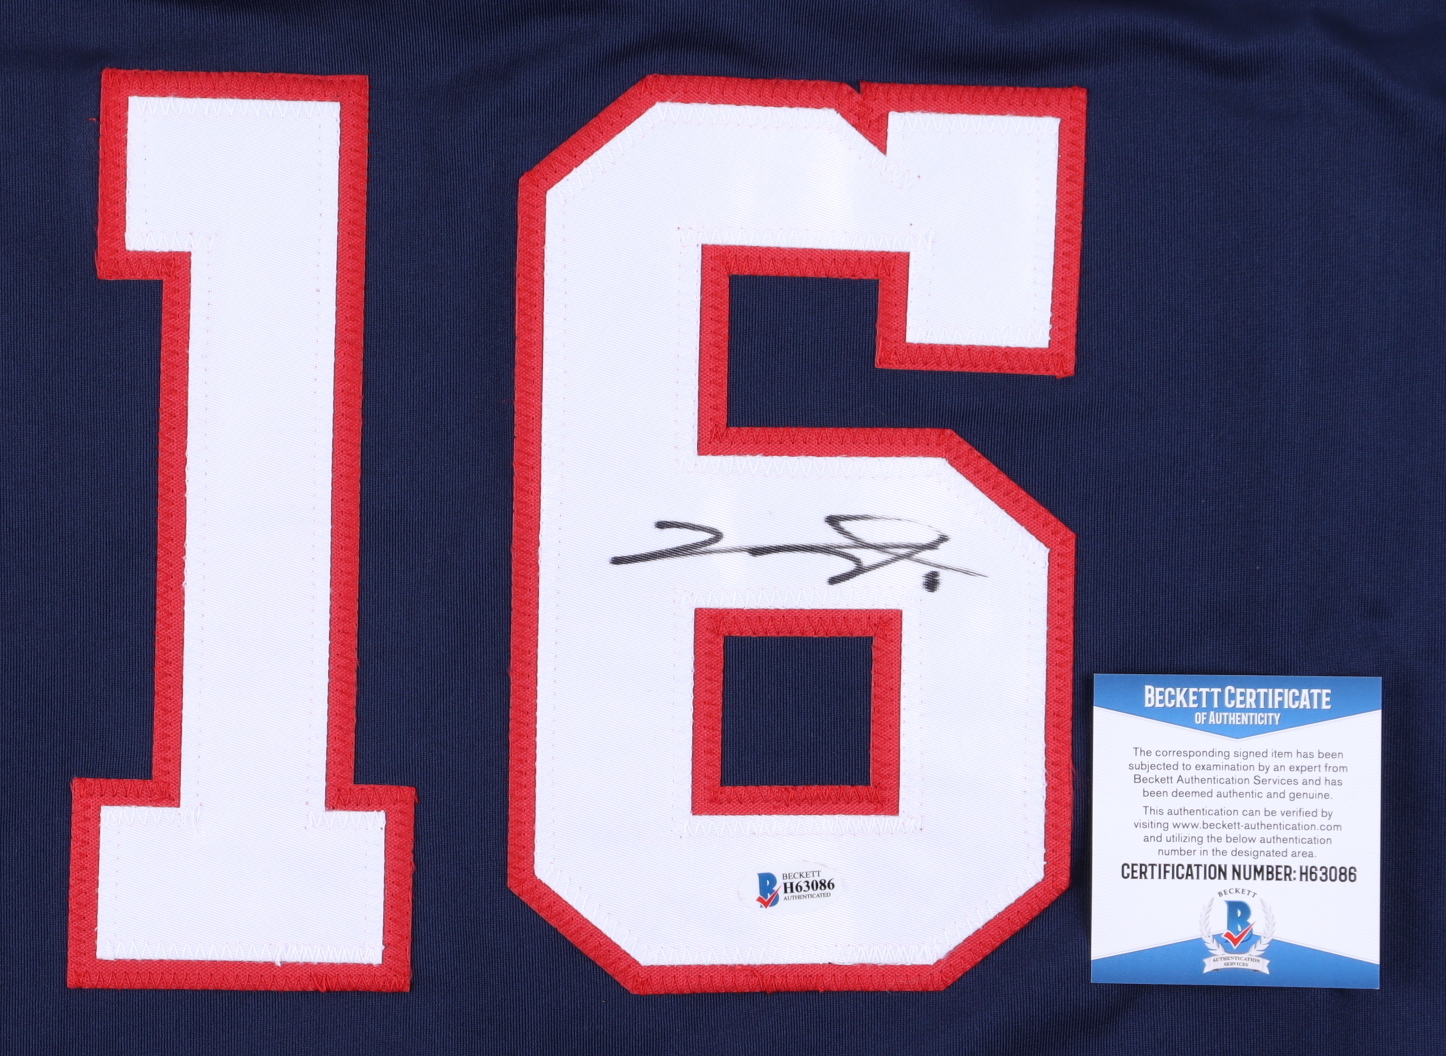 16
BECKETT
H63086
AUTHENTICATED
BECKETT CERTIFICATE
OF AUTHENTICITY
The corresponding signed item has been
subjected to examination by an expert from
Beckett Authentication Services and has
been deemed authentic and genuine.
This authentication can be verified by
visiting www.beckett-authentication.com
and utilizing the below authentication
number in the designated area.
CERTIFICATION NUMBER: H63086
BECKETT
B
AUTHENTICATION
SERVICES